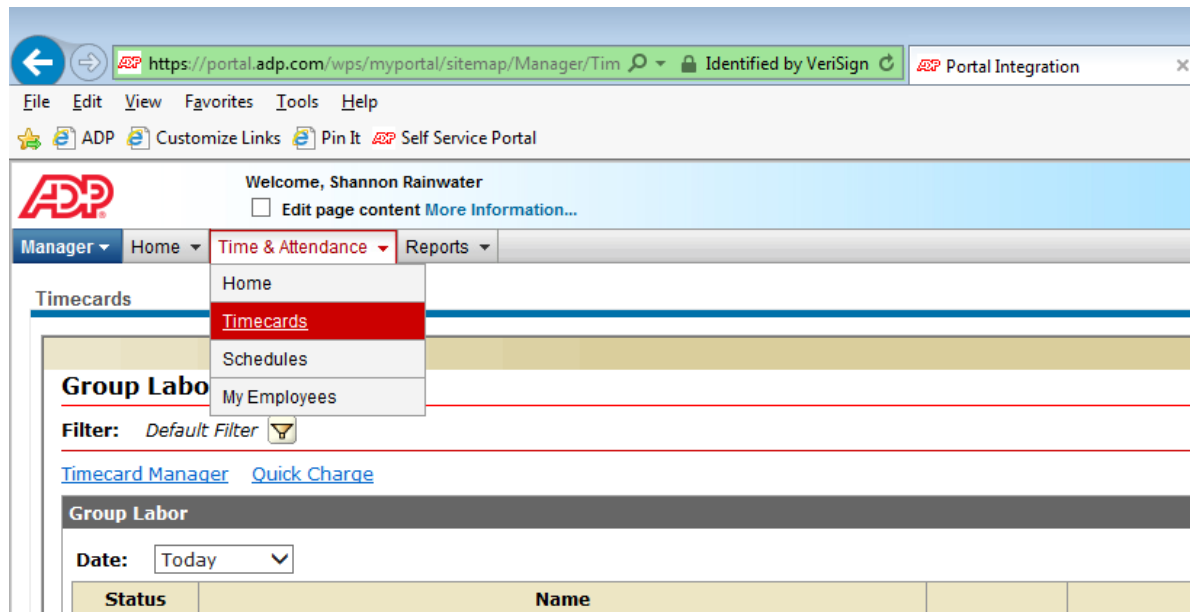 ADP https://portal.adp.com/wps/myportal/sitemap/Manager/Tim Identified by VeriSign ADP Portal Integration
File Edit View Favorites Tools Help
ADP Customize Links Pin It ADP Self Service Portal
ADP
Welcome, Shannon Rainwater
Edit page content More Information...
Manager Home Time & Attendance Reports
Home
Timecards
Timecards
Schedules
Group Labo
My Employees
Filter: Default Filter
Timecard Manager Quick Charge
Group Labor
Date: Today
Status Name